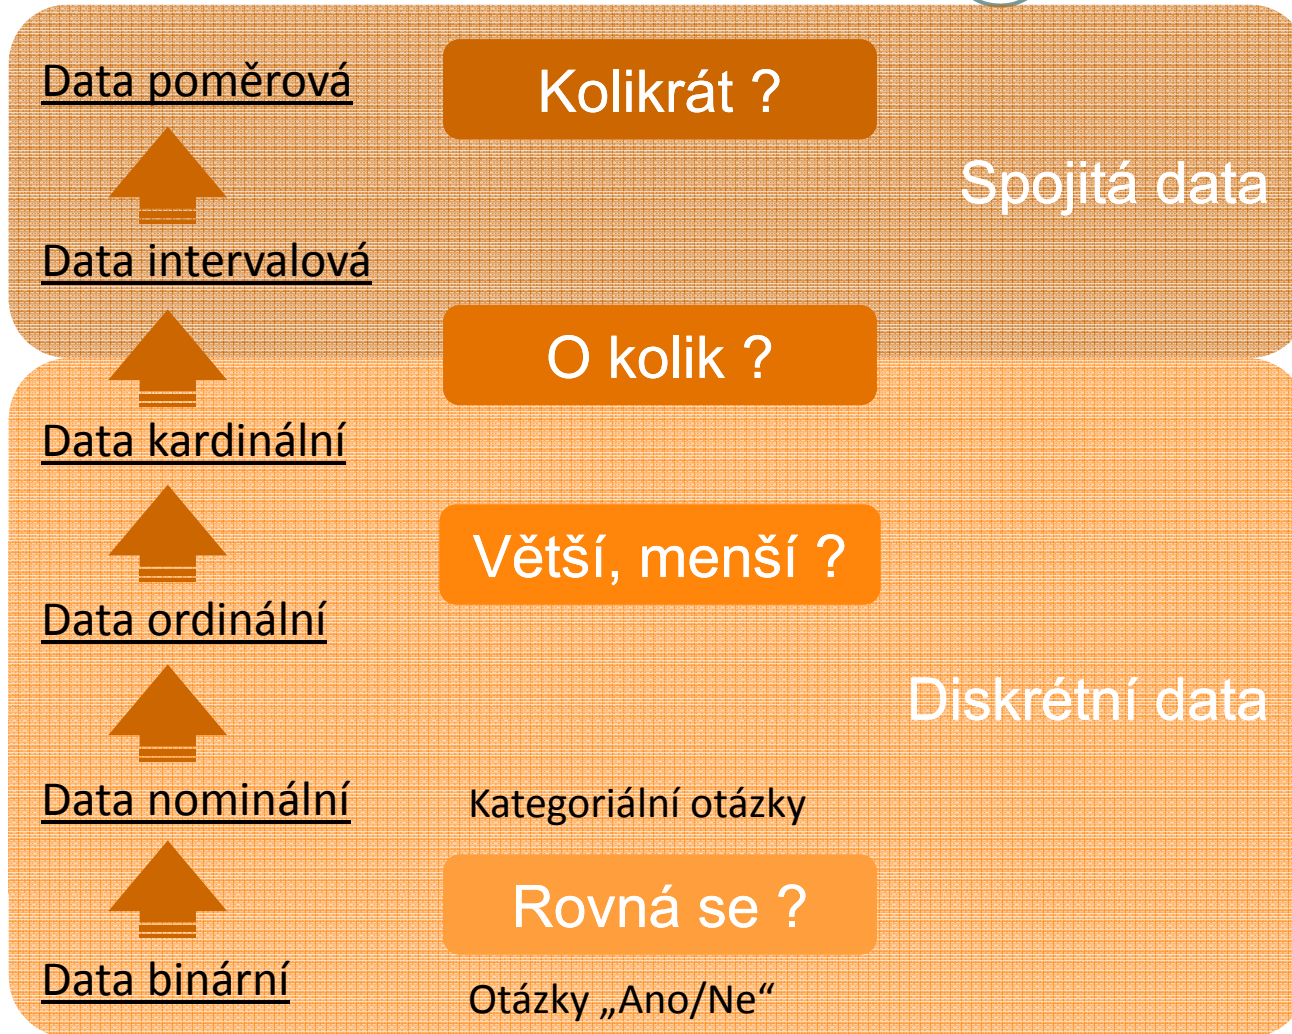 Data poměrová
Kolikrát ?
Spojitá data
Data intervalová
O kolik ?
Data kardinální
Větší, menší ?
Data ordinální
Diskrétní data
Data nominální
Kategoriální otázky
Rovná se ?
Data binární
Otázky „Ano/Ne“